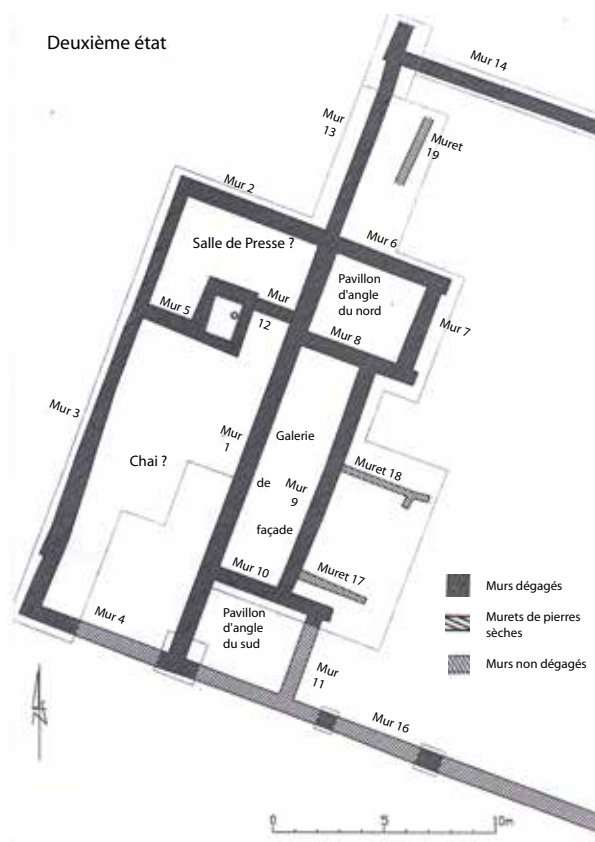 Deuxième état
Mur 14
Mur
13
Muret
19
Mur 2
Salle de Presse ?
Mur 6
Pavillon
d'angle
du nord
Mur 5
Mur
12
Mur 8
Mur 7
Mur 3
Mur
1
Galerie
Chai ?
Mur
9
de
façade
Muret 18
Mur 10
Muret 17
Murs dégagés
Murets de pierres
sèches
Murs non dégagés
Mur 4
Pavillon
d'angle
du sud
Mur
11
Mur 16
N
0 5 10m